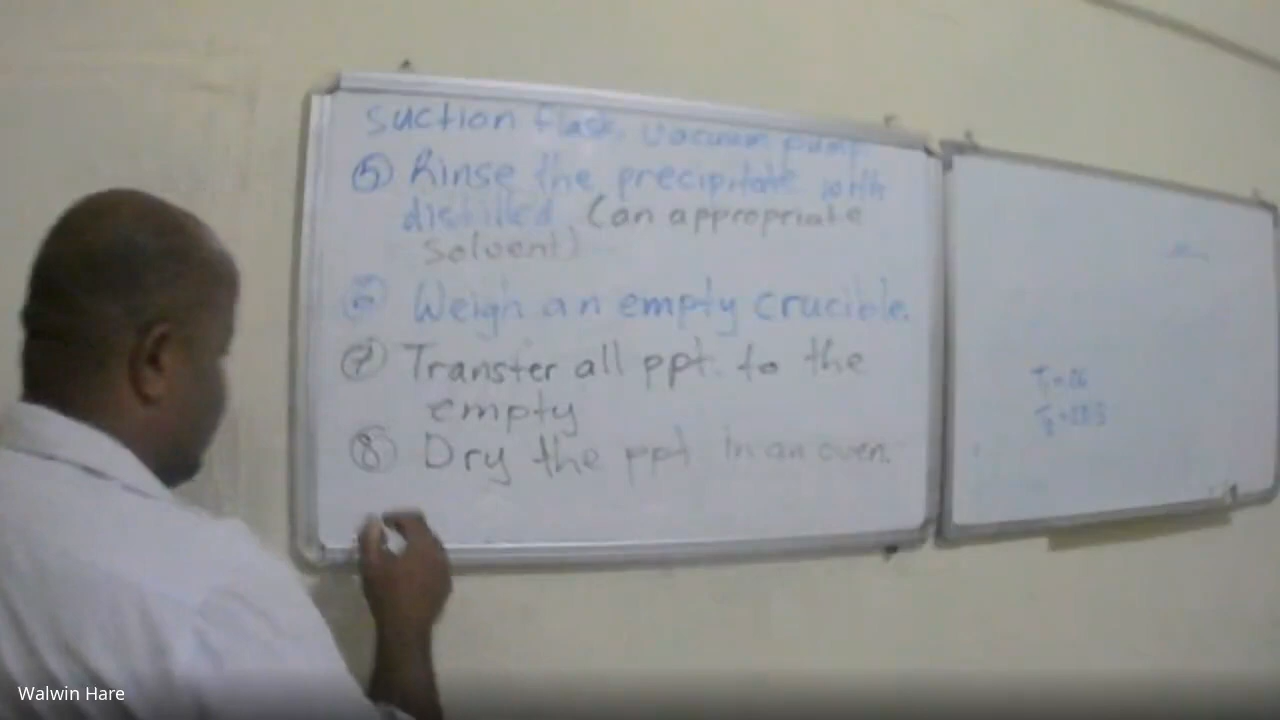 suction flask, vacuum pump
⑤ Rinse the precipitate with
distilled (an appropriate
solvent)
⑥ Weigh an empty crucible.
⑦ Transfer all ppt. to the
empty
⑧ Dry the ppt in an oven.
Walwin Hare